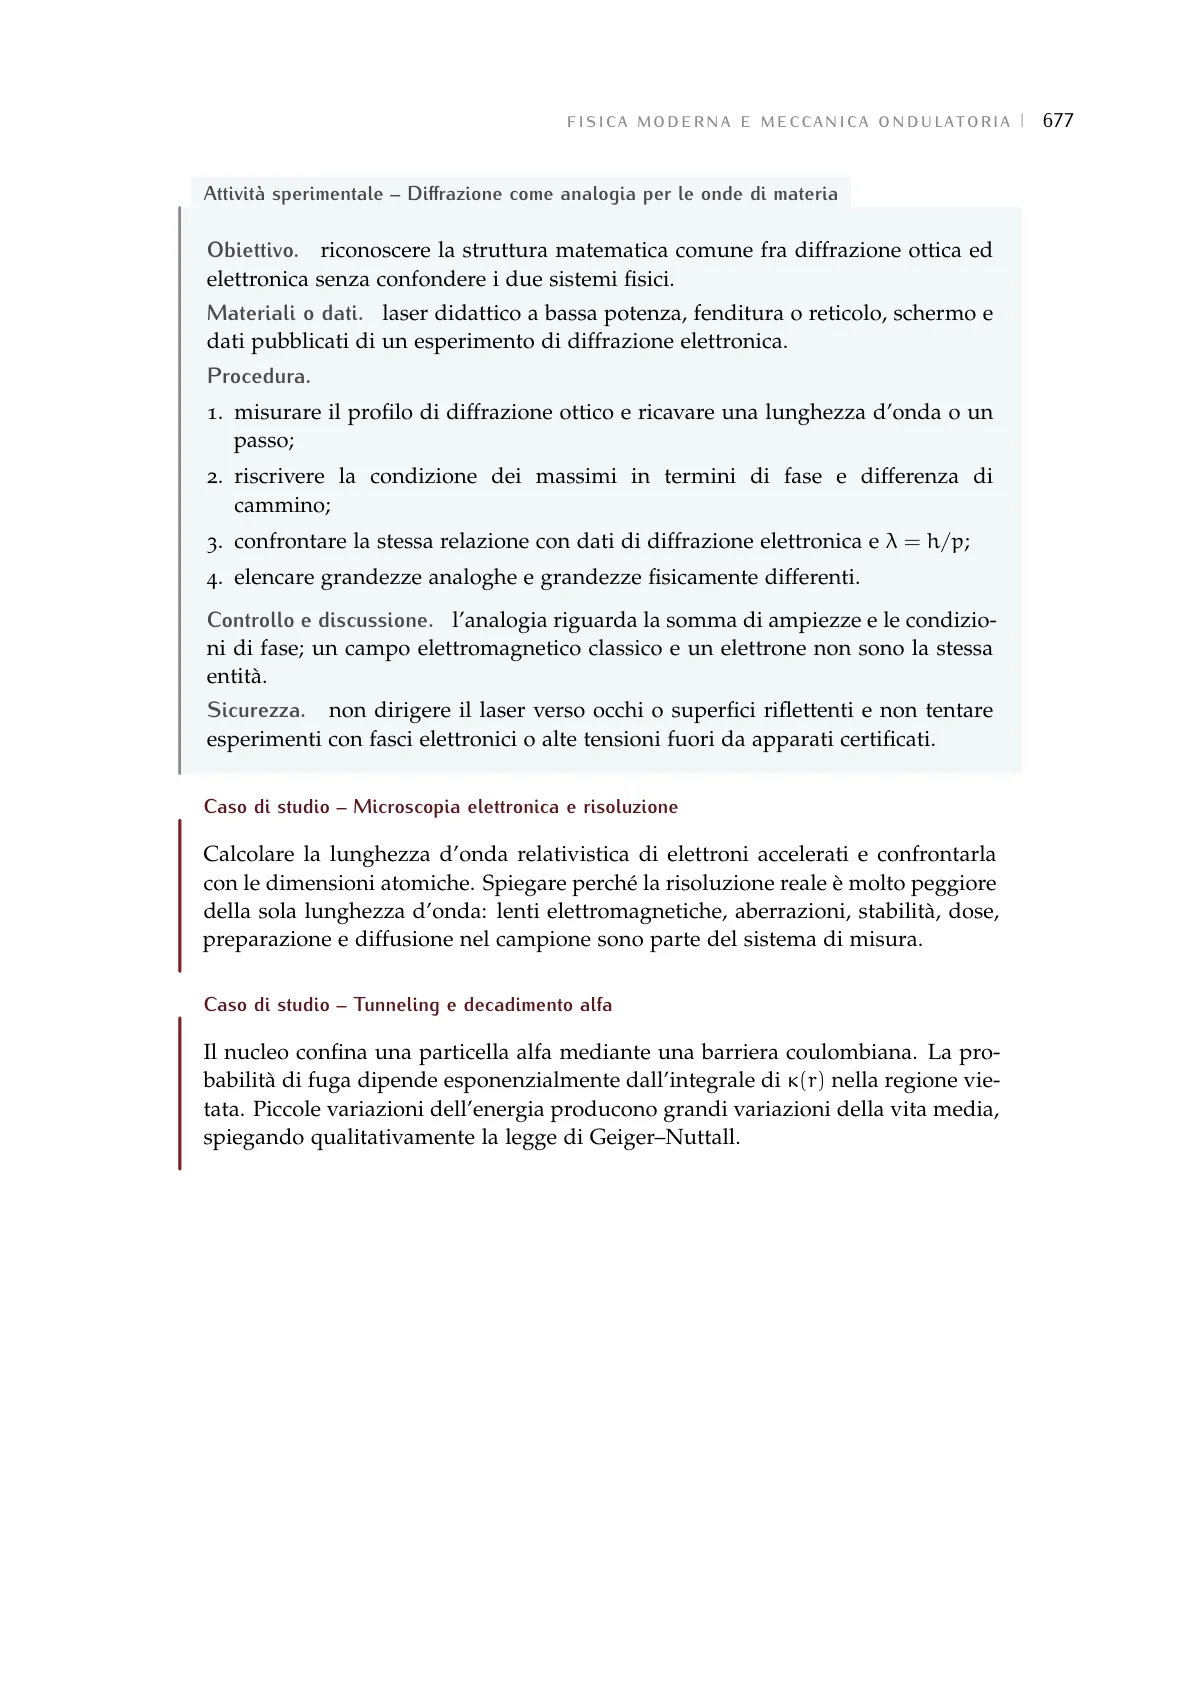 FISICA MODERNA E MECCANICA ONDULATORIA | 677
Attività sperimentale – Diffrazione come analogia per le onde di materia
Obiettivo. riconoscere la struttura matematica comune fra diffrazione ottica ed
elettronica senza confondere i due sistemi fisici.
Materiali o dati. laser didattico a bassa potenza, fenditura o reticolo, schermo e
dati pubblicati di un esperimento di diffrazione elettronica.
Procedura.
1. misurare il profilo di diffrazione ottico e ricavare una lunghezza d'onda o un
passo;
2. riscrivere la condizione dei massimi in termini di fase e differenza di
cammino;
3. confrontare la stessa relazione con dati di diffrazione elettronica e λ = h/p;
4. elencare grandezze analoghe e grandezze fisicamente differenti.
Controllo e discussione. l'analogia riguarda la somma di ampiezze e le condizio-
ni di fase; un campo elettromagnetico classico e un elettrone non sono la stessa
entità.
Sicurezza. non dirigere il laser verso occhi o superfici riflettenti e non tentare
esperimenti con fasci elettronici o alte tensioni fuori da apparati certificati.
Caso di studio – Microscopia elettronica e risoluzione
Calcolare la lunghezza d'onda relativistica di elettroni accelerati e confrontarla
con le dimensioni atomiche. Spiegare perché la risoluzione reale è molto peggiore
della sola lunghezza d'onda: lenti elettromagnetiche, aberrazioni, stabilità, dose,
preparazione e diffusione nel campione sono parte del sistema di misura.
Caso di studio – Tunneling e decadimento alfa
Il nucleo confina una particella alfa mediante una barriera coulombiana. La pro-
babilità di fuga dipende esponenzialmente dall'integrale di κ(r) nella regione vie-
tata. Piccole variazioni dell'energia producono grandi variazioni della vita media,
spiegando qualitativamente la legge di Geiger–Nuttall.